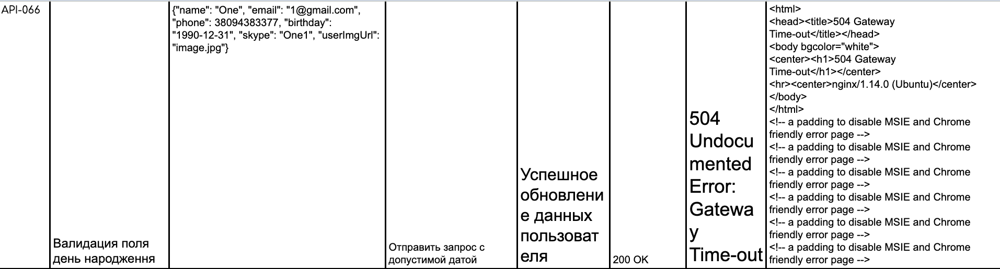 API-066
Валидация поля
день народження
{"name": "One", "email": "1@gmail.com",
"phone": 38094383377, "birthday":
"1990-12-31", "skype": "One1", "userImgUrl":
"image.jpg"}
Отправить запрос с
допустимой датой
Успешное
обновлени
е данных
пользоват
еля
200 OK
504
Undocu
mented
Error:
Gatewa
y
Time-out
<html>
<head><title>504 Gateway
Time-out</title></head>
<body bgcolor="white">
<center><h1>504 Gateway
Time-out</h1></center>
<hr><center>nginx/1.14.0 (Ubuntu)</center>
</body>
</html>
<!-- a padding to disable MSIE and Chrome
friendly error page -->
<!-- a padding to disable MSIE and Chrome
friendly error page -->
<!-- a padding to disable MSIE and Chrome
friendly error page -->
<!-- a padding to disable MSIE and Chrome
friendly error page -->
<!-- a padding to disable MSIE and Chrome
friendly error page -->
<!-- a padding to disable MSIE and Chrome
friendly error page -->